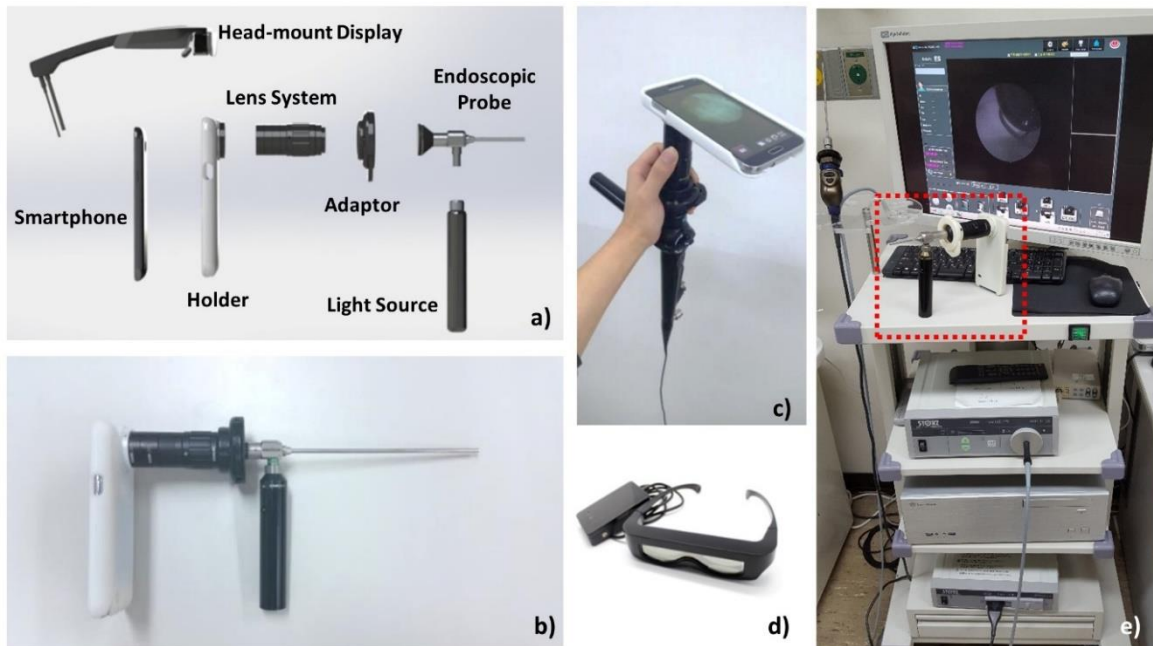 Head-mount Display
Lens System
Endoscopic
Probe
Smartphone
Adaptor
Holder
Light Source
a)
b)
c)
d)
e)
STORZ